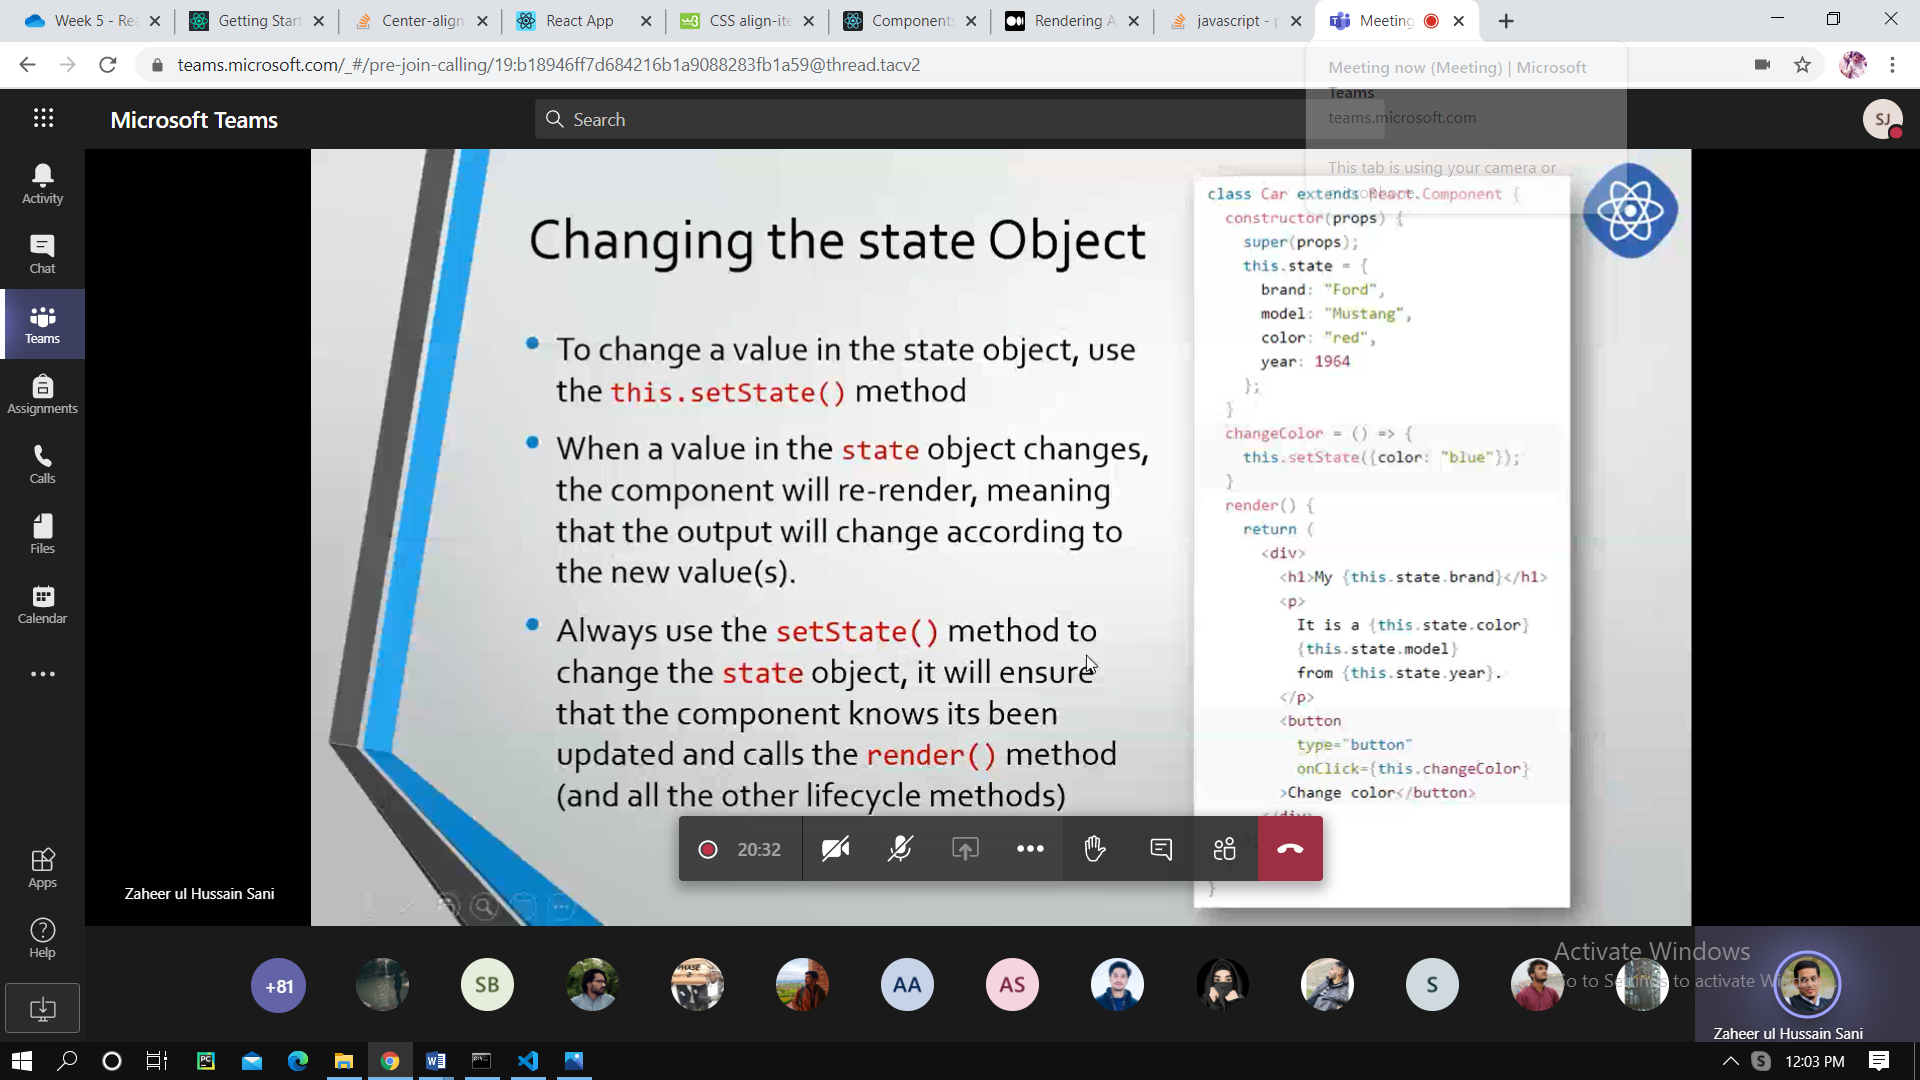 Week 5 - Rea
Getting Star
Center-align
React App
CSS align-ite
Components
Rendering A
javascript - p
Meeting
teams.microsoft.com/_#/pre-join-calling/19:b18946ff7d684216b1a9088283fb1a59@thread.tacv2
Meeting now (Meeting) | Microsoft
Teams
teams.microsoft.com
This tab is using your camera or
Microsoft Teams
Search
SJ
Activity
Chat
Teams
Assignments
Calls
Files
Calendar
Apps
Help
Changing the state Object
To change a value in the state object, use
the this.setState() method
When a value in the state object changes,
the component will re-render, meaning
that the output will change according to
the new value(s).
Always use the setState() method to
change the state object, it will ensure
that the component knows its been
updated and calls the render() method
(and all the other lifecycle methods)
class Car extends React.Component {
constructor(props) {
super(props);
this.state = {
brand: "Ford",
model: "Mustang",
color: "red",
year: 1964
};
}
changeColor = () => {
this.setState({color: "blue"});
}
render() {
return (
<div>
<h1>My {this.state.brand}</h1>
<p>
It is a {this.state.color}
{this.state.model}
from {this.state.year}.
</p>
<button
type="button"
onClick={this.changeColor}
>Change color</button>
</div>
}
20:32
Zaheer ul Hussain Sani
+81
SB
AA
AS
S
Activate Windows
Go to Settings to activate Windows.
Zaheer ul Hussain Sani
12:03 PM